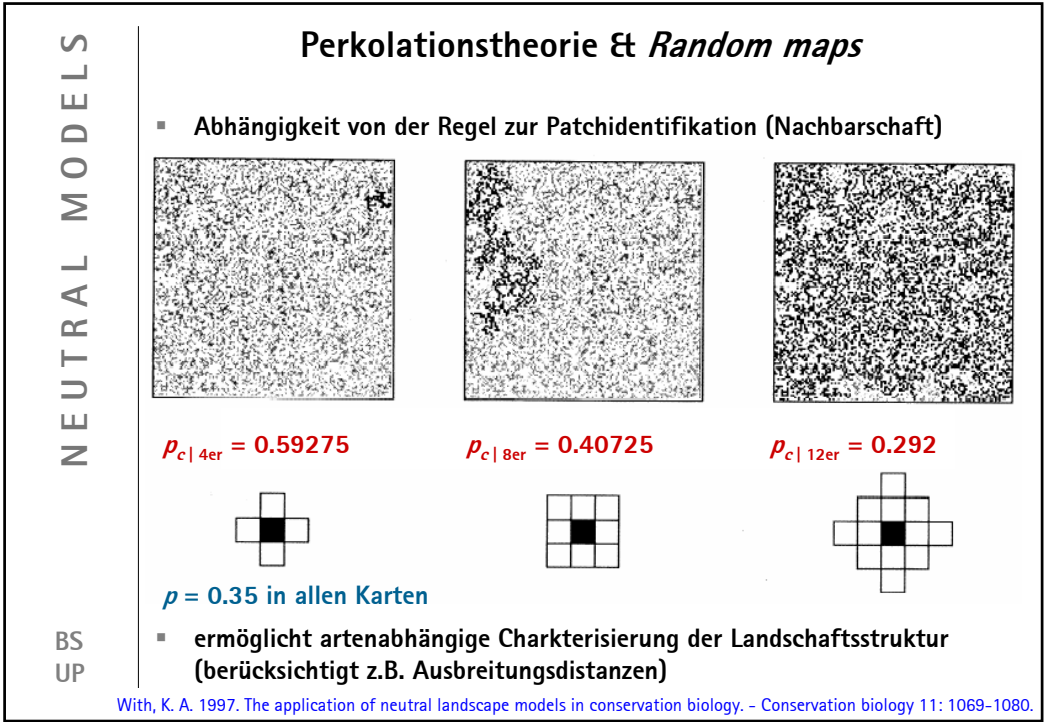 NEUTRAL MODELS
Perkolationstheorie & Random maps
▪ Abhängigkeit von der Regel zur Patchidentifikation (Nachbarschaft)
pc | 4er = 0.59275
pc | 8er = 0.40725
pc | 12er = 0.292
p = 0.35 in allen Karten
▪ ermöglicht artenabhängige Charkterisierung der Landschaftsstruktur
(berücksichtigt z.B. Ausbreitungsdistanzen)
BS
UP
With, K. A. 1997. The application of neutral landscape models in conservation biology. - Conservation biology 11: 1069-1080.